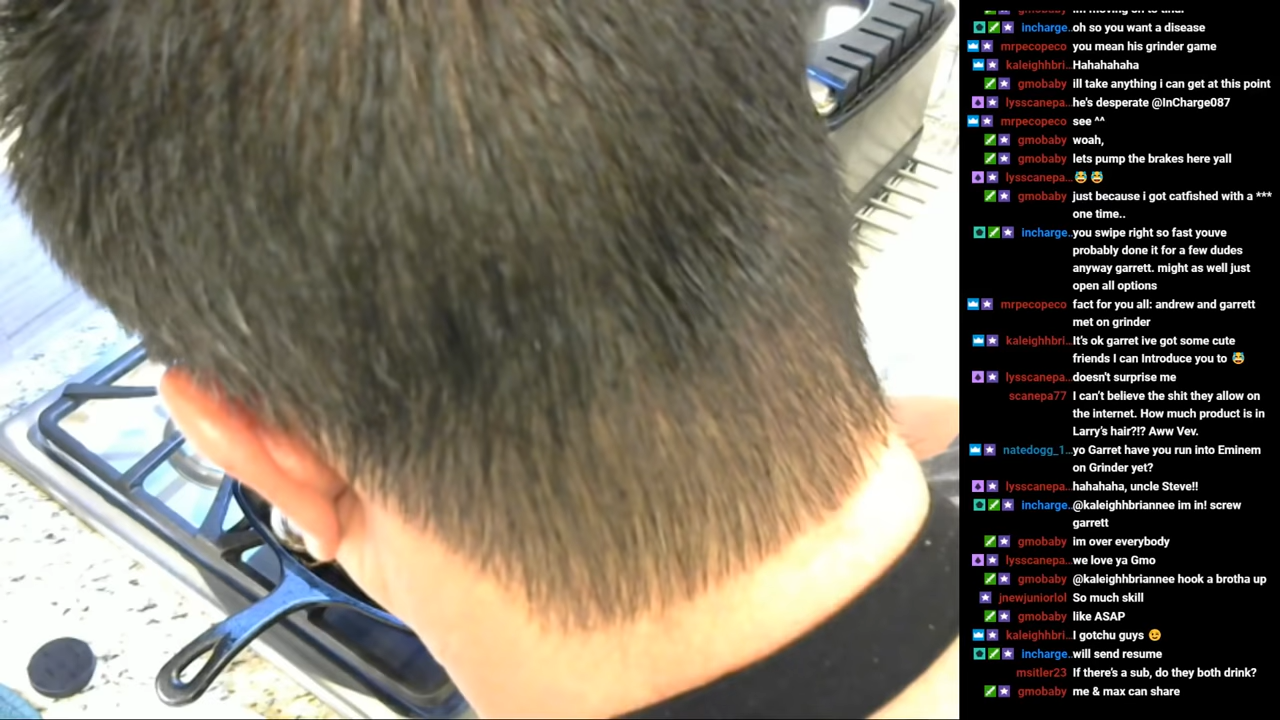 incharge.. oh so you want a disease
mrpecopeco you mean his grinder game
kaleighhbri.. Hahahahaha
gmobaby ill take anything i can get at this point
lysscanepa.. he's desperate @InCharge087
mrpecopeco see ^^
gmobaby woah,
gmobaby lets pump the brakes here yall
lysscanepa.. 😅 😅
gmobaby just because i got catfished with a ***
one time..
incharge.. you swipe right so fast youve
probably done it for a few dudes
anyway garrett. might as well just
open all options
mrpecopeco fact for you all: andrew and garrett
met on grinder
kaleighhbri.. It's ok garret ive got some cute
friends I can Introduce you to 😅
lysscanepa.. doesn't surprise me
scanepa77 I can't believe the shit they allow on
the internet. How much product is in
Larry's hair?!? Aww Vev.
natedogg_1.. yo Garret have you run into Eminem
on Grinder yet?
lysscanepa.. hahahaha, uncle Steve!!
incharge.. @kaleighhbriannee im in! screw
garrett
gmobaby im over everybody
lysscanepa.. we love ya Gmo
gmobaby @kaleighhbriannee hook a brotha up
jnewjuniorlol So much skill
gmobaby like ASAP
kaleighhbri.. I gotchu guys 😉
incharge.. will send resume
msitler23 If there's a sub, do they both drink?
gmobaby me & max can share